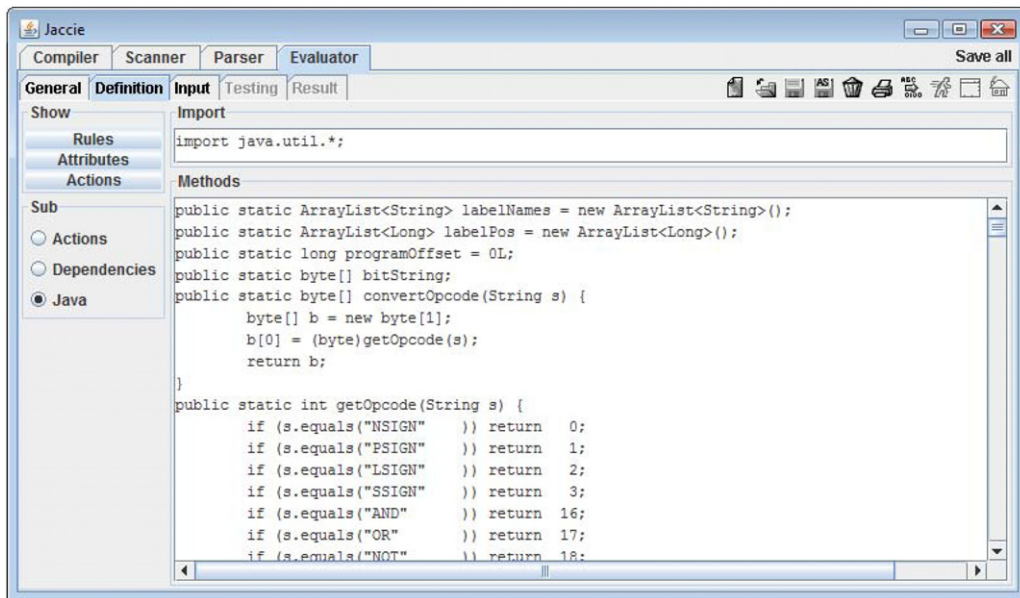 Jaccie
Compiler Scanner Parser Evaluator Save all
General Definition Input Testing Result
Show
Rules
Attributes
Actions
Sub
Actions
Dependencies
Java
Import
import java.util.*;
Methods
public static ArrayList<String> labelNames = new ArrayList<String>();
public static ArrayList<Long> labelPos = new ArrayList<Long>();
public static long programOffset = 0L;
public static byte[] bitString;
public static byte[] convertOpcode(String s) {
        byte[] b = new byte[1];
        b[0] = (byte)getOpcode(s);
        return b;
}
public static int getOpcode(String s) {
        if (s.equals("NSIGN"    )) return   0;
        if (s.equals("PSIGN"    )) return   1;
        if (s.equals("LSIGN"    )) return   2;
        if (s.equals("SSIGN"    )) return   3;
        if (s.equals("AND"      )) return  16;
        if (s.equals("OR"       )) return  17;
        if (s.equals("NOT"      )) return  18;